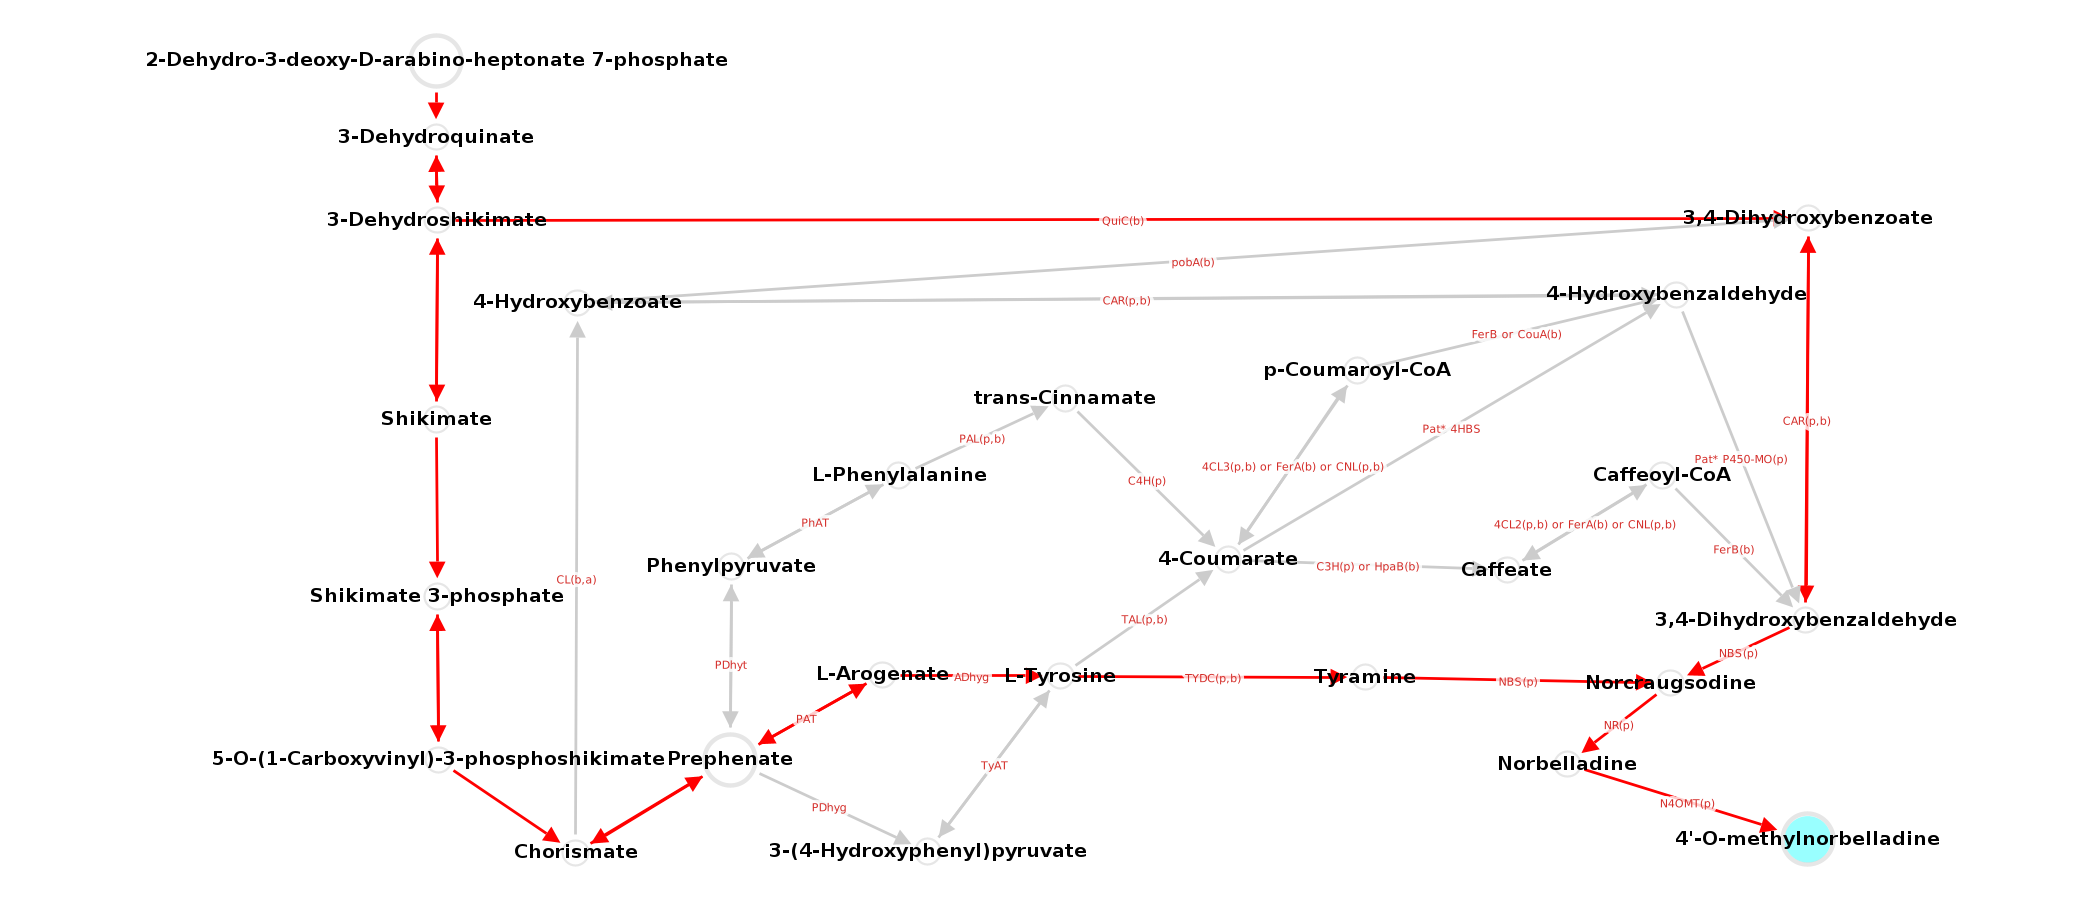 2-Dehydro-3-deoxy-D-arabino-heptonate 7-phosphate
3-Dehydroquinate
3-Dehydroshikimate
QuiC(b)
3,4-Dihydroxybenzoate
pobA(b)
4-Hydroxybenzoate
CAR(p,b)
4-Hydroxybenzaldehyde
FerB or CouA(b)
p-Coumaroyl-CoA
trans-Cinnamate
Shikimate
CAR(p,b)
Pat* 4HBS
PAL(p,b)
Pat* P450-MO(p)
4CL3(p,b) or FerA(b) or CNL(p,b)
L-Phenylalanine
C4H(p)
Caffeoyl-CoA
PhAT
4CL2(p,b) or FerA(b) or CNL(p,b)
FerB(b)
Phenylpyruvate
4-Coumarate
C3H(p) or HpaB(b)
Caffeate
CL(b,a)
Shikimate 3-phosphate
TAL(p,b)
3,4-Dihydroxybenzaldehyde
NBS(p)
PDhyt
L-Arogenate
ADhyg
L-Tyrosine
TYDC(p,b)
Tyramine
NBS(p)
Norcraugsodine
PAT
NR(p)
5-O-(1-Carboxyvinyl)-3-phosphoshikimate
Prephenate
TyAT
Norbelladine
PDhyg
N4OMT(p)
4'-O-methylnorbelladine
Chorismate
3-(4-Hydroxyphenyl)pyruvate